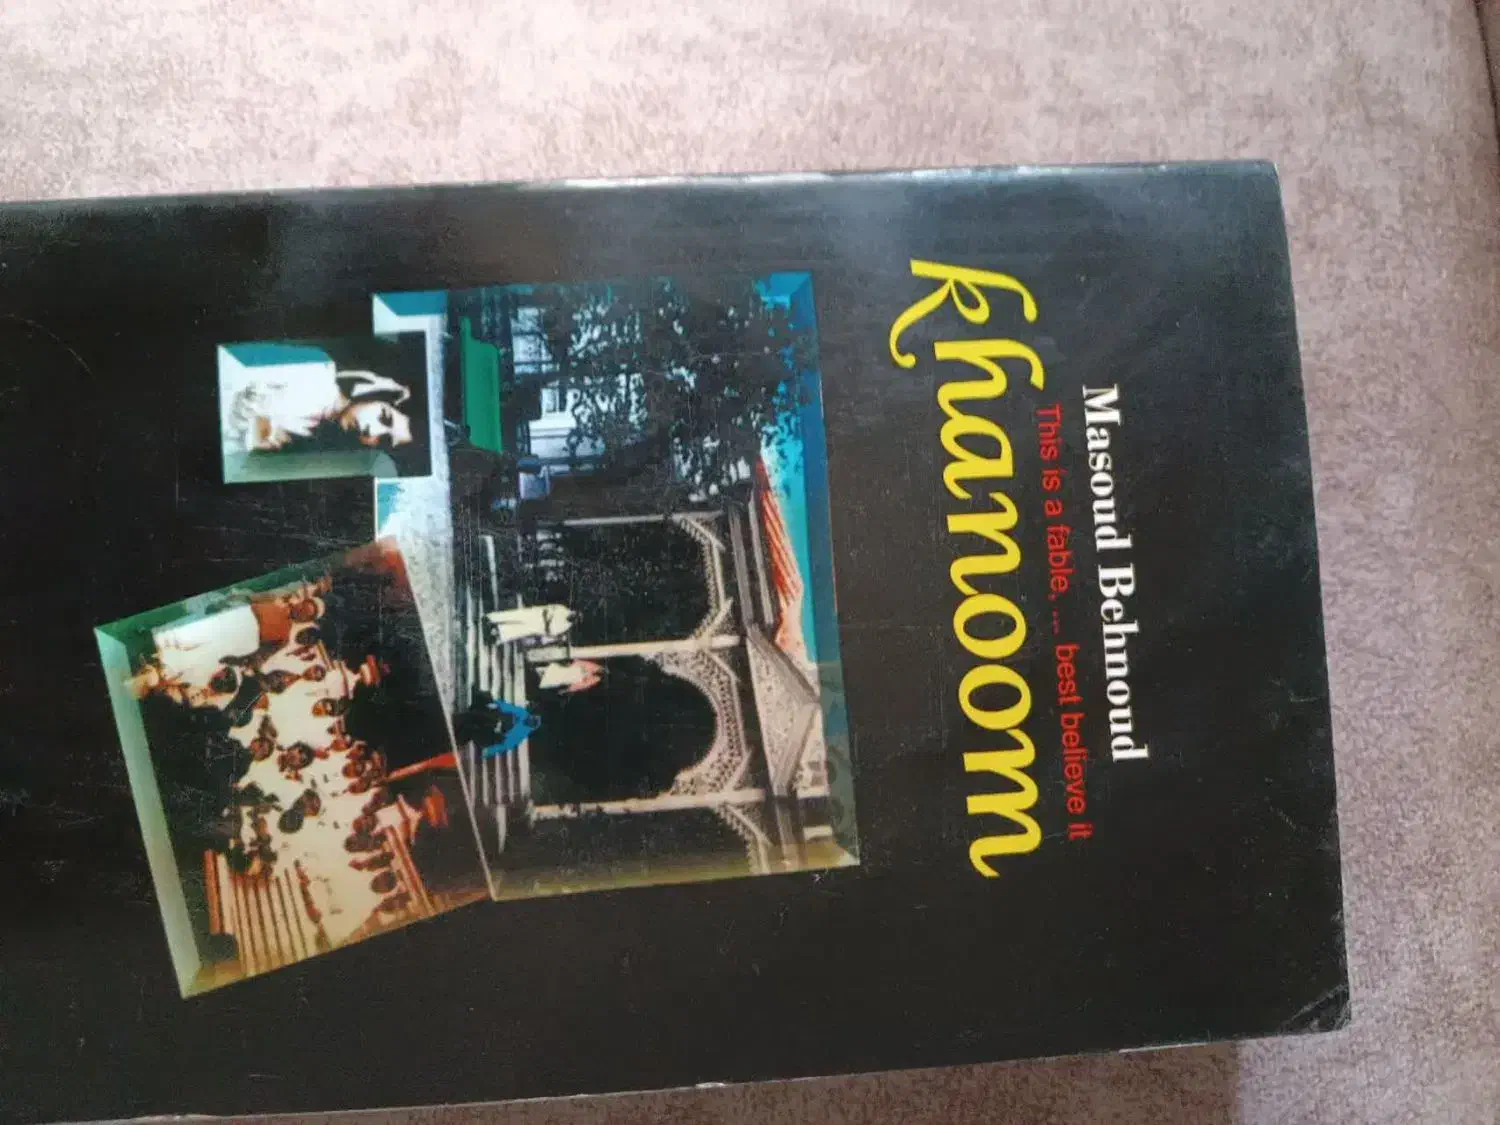 Masoud Behnoud
This is a fable, ... best believe it
Khanoom